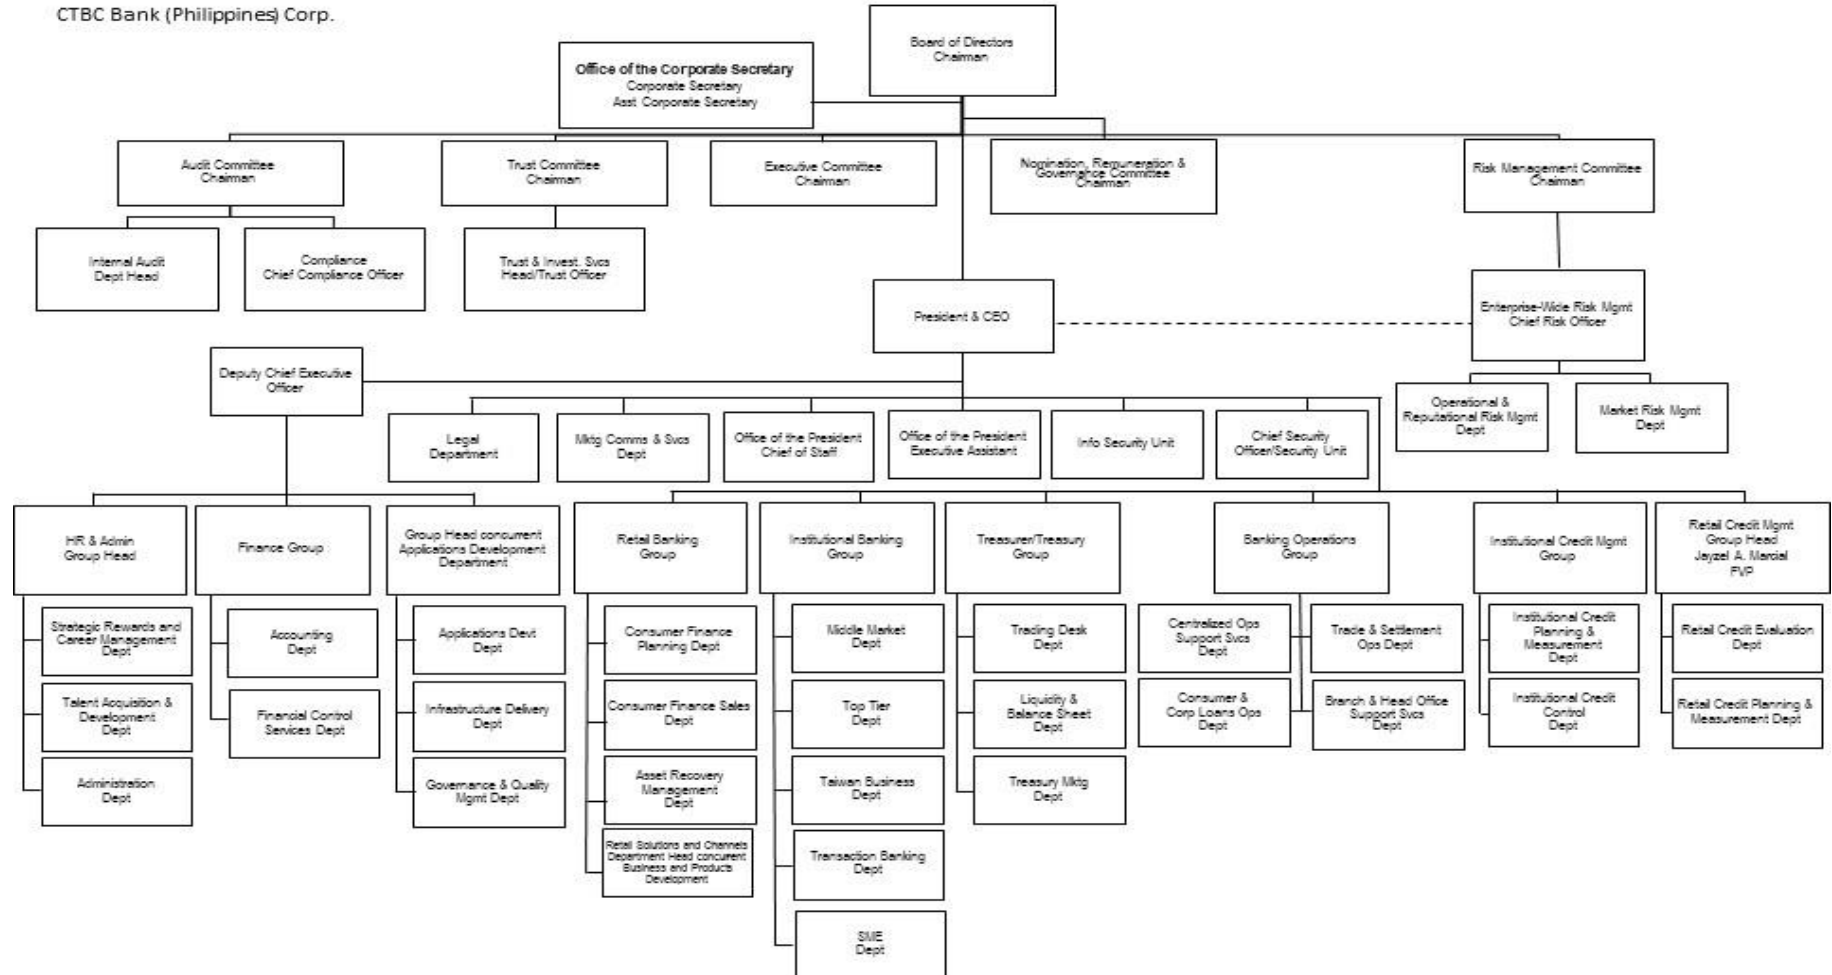 CTBC Bank (Philippines) Corp.
Board of Directors
Chairman
Office of the Corporate Secretary
Corporate Secretary
Asst Corporate Secretary
Audit Committee
Chairman
Trust Committee
Chairman
Executive Committee
Chairman
Nomination, Remuneration &
Governance Committee
Chairman
Risk Management Committee
Chairman
Internal Audit
Dept Head
Compliance
Chief Compliance Officer
Trust & Invest. Svcs
Head/Trust Officer
President & CEO
Enterprise-Wide Risk Mgmt
Chief Risk Officer
Deputy Chief Executive
Officer
Operational &
Reputational Risk Mgmt
Dept
Market Risk Mgmt
Dept
Legal
Department
Mktg Comms & Svcs
Dept
Office of the President
Chief of Staff
Office of the President
Executive Assistant
Info Security Unit
Chief Security
Officer/Security Unit
HR & Admin
Group Head
Finance Group
Group Head concurrent
Applications Development
Department
Retail Banking
Group
Institutional Banking
Group
Treasurer/Treasury
Group
Banking Operations
Group
Institutional Credit Mgmt
Group
Retail Credit Mgmt
Group Head
Jayzel A. Marcial
FVP
Strategic Rewards and
Career Management
Dept
Accounting
Dept
Applications Devt
Dept
Consumer Finance
Planning Dept
Middle Market
Dept
Trading Desk
Dept
Centralized Ops
Support Svcs
Dept
Trade & Settlement
Ops Dept
Institutional Credit
Planning &
Measurement
Dept
Retail Credit Evaluation
Dept
Talent Acquisition &
Development
Dept
Financial Control
Services Dept
Infrastructure Delivery
Dept
Consumer Finance Sales
Dept
Top Tier
Dept
Liquidity &
Balance Sheet
Dept
Consumer &
Corp Loans Ops
Dept
Branch & Head Office
Support Svcs
Dept
Institutional Credit
Control
Dept
Retail Credit Planning &
Measurement Dept
Administration
Dept
Governance & Quality
Mgmt Dept
Asset Recovery
Management
Dept
Taiwan Business
Dept
Treasury Mktg
Dept
Retail Solutions and Channels
Department Head concurrent
Business and Products
Development
Transaction Banking
Dept
SME
Dept